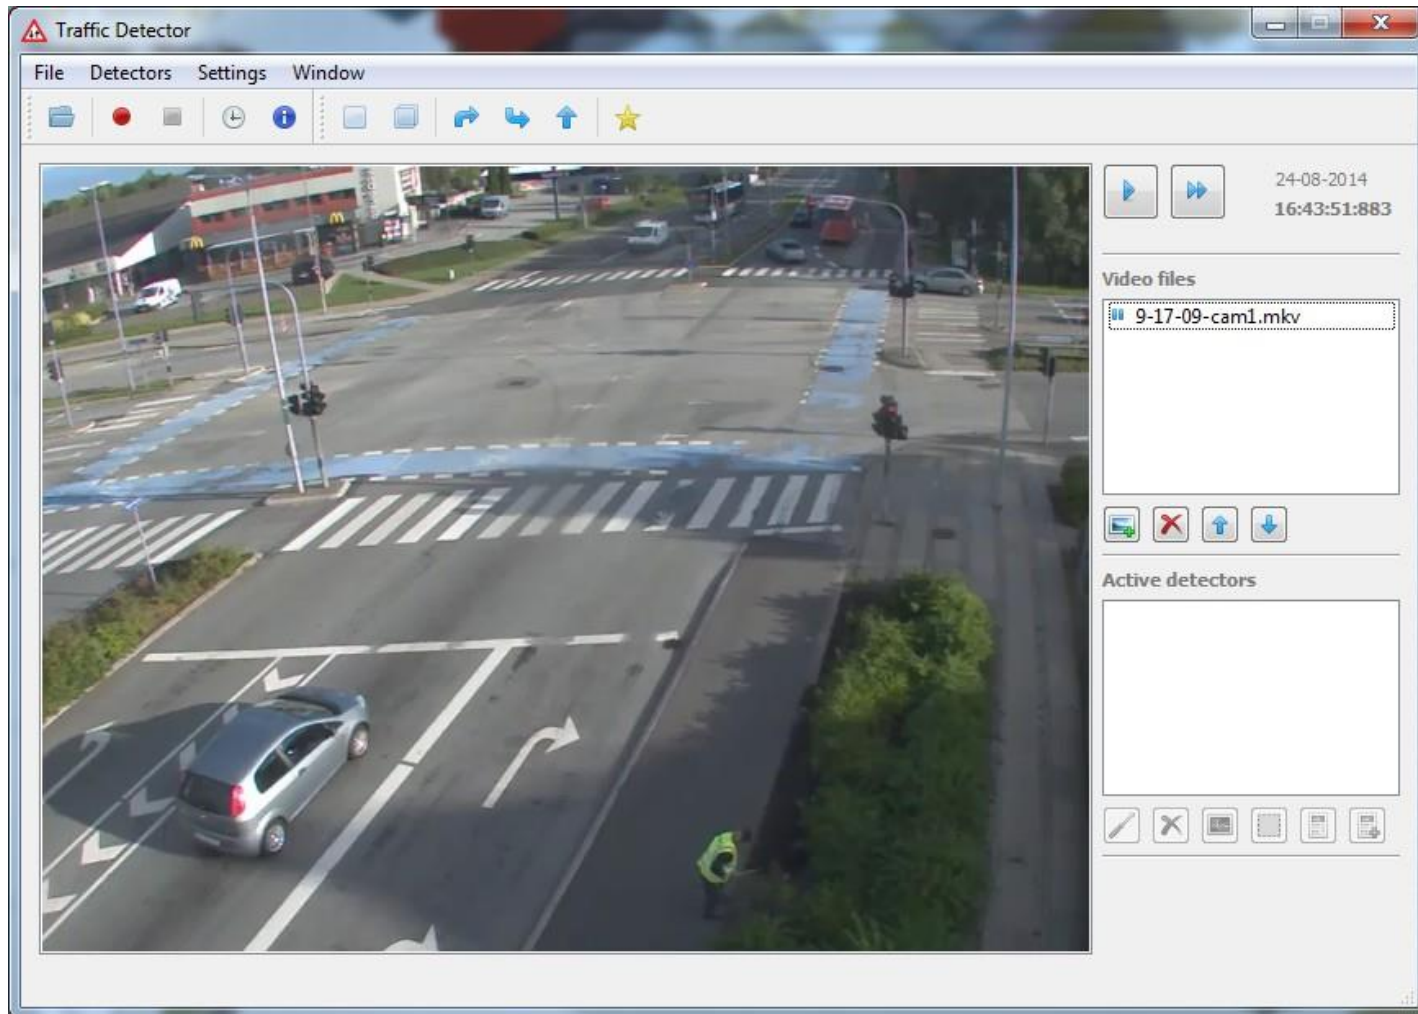 Traffic Detector
File Detectors Settings Window
24-08-2014
16:43:51:883
Video files
9-17-09-cam1.mkv
Active detectors